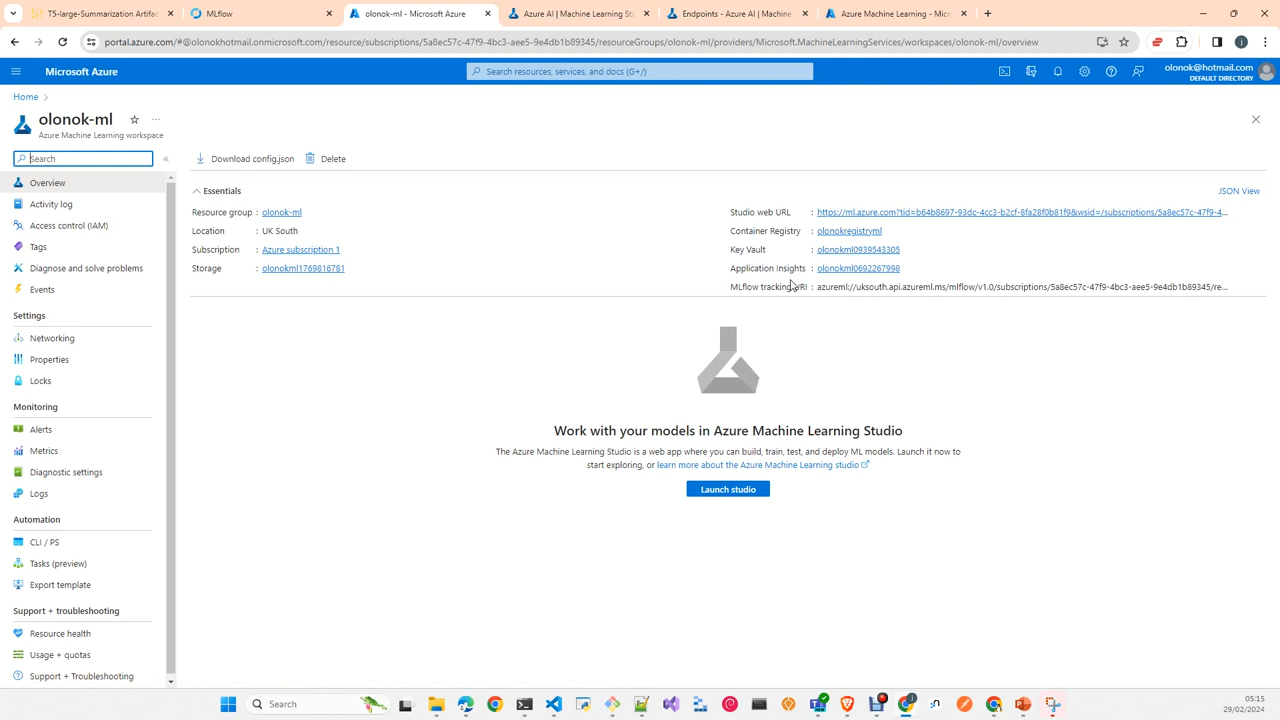 T5-large-Summarization Artifac
MLflow
olonok-ml - Microsoft Azure
Azure AI | Machine Learning Stu
Endpoints - Azure AI | Machine
Azure Machine Learning - Micr
portal.azure.com/#@olonokhotmail.onmicrosoft.com/resource/subscriptions/5a8ec57c-47f9-4bc3-aee5-9e4db1b89345/resourceGroups/olonok-ml/providers/Microsoft.MachineLearningServices/workspaces/olonok-ml/overview
Microsoft Azure
Search resources, services, and docs (G+/)
olonok@hotmail.com
DEFAULT DIRECTORY
Home
olonok-ml
Azure Machine Learning workspace
Search
Download config.json
Delete
Overview
Activity log
Access control (IAM)
Tags
Diagnose and solve problems
Events
Settings
Networking
Properties
Locks
Monitoring
Alerts
Metrics
Diagnostic settings
Logs
Automation
CLI / PS
Tasks (preview)
Export template
Support + troubleshooting
Resource health
Usage + quotas
Support + Troubleshooting
Essentials
JSON View
Resource group : olonok-ml
Location : UK South
Subscription : Azure subscription 1
Storage : olonokml1769816781
Studio web URL : https://ml.azure.com?tid=b64b8697-93dc-4cc3-b2cf-8fa28f0b81f9&wsid=/subscriptions/5a8ec57c-47f9-4...
Container Registry : olonokregistryml
Key Vault : olonokml0939543305
Application Insights : olonokml0692267998
MLflow tracking URI : azureml://uksouth.api.azureml.ms/mlflow/v1.0/subscriptions/5a8ec57c-47f9-4bc3-aee5-9e4db1b89345/re...
Work with your models in Azure Machine Learning Studio
The Azure Machine Learning Studio is a web app where you can build, train, test, and deploy ML models. Launch it now to
start exploring, or learn more about the Azure Machine Learning studio
Launch studio
Search
05:15
29/02/2024